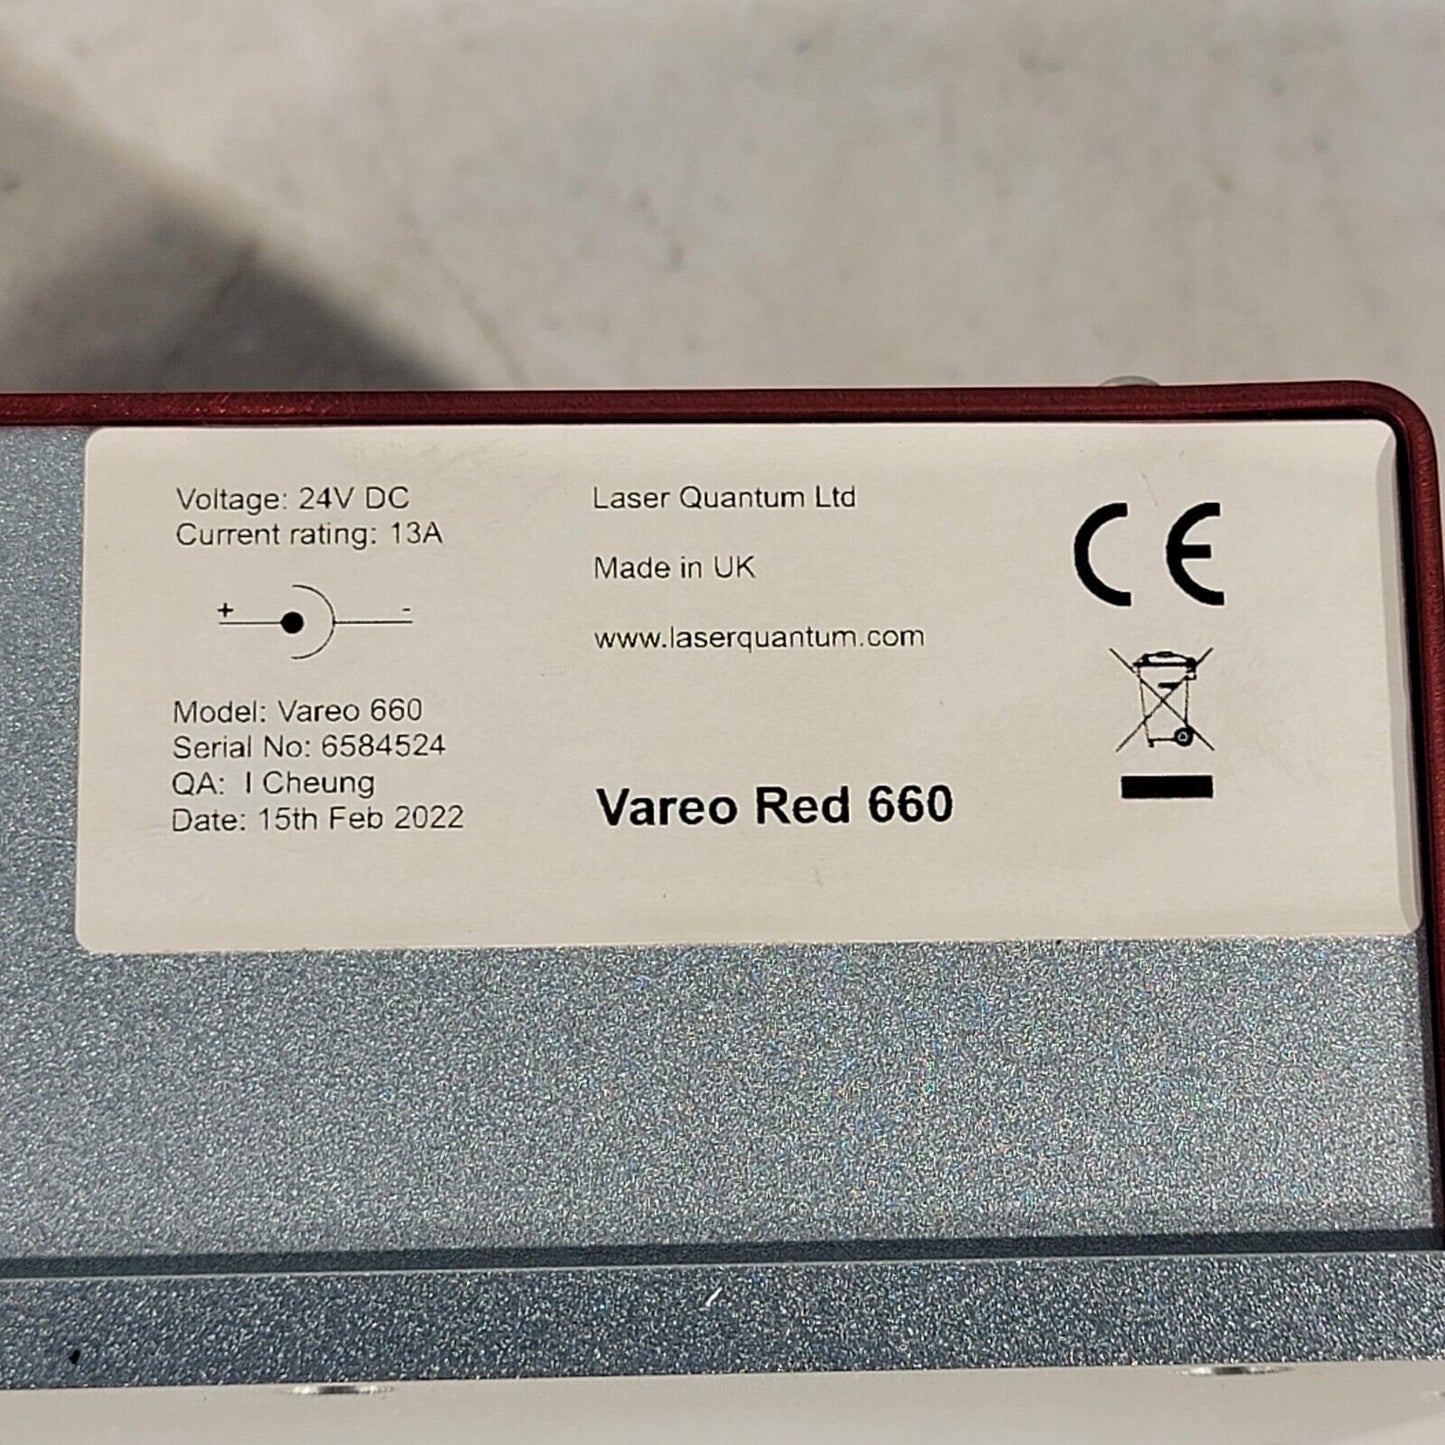 Voltage: 24V DC
Current rating: 13A
+ -
Model: Vareo 660
Serial No: 6584524
QA: I Cheung
Date: 15th Feb 2022
Laser Quantum Ltd
Made in UK
www.laserquantum.com
Vareo Red 660
CE